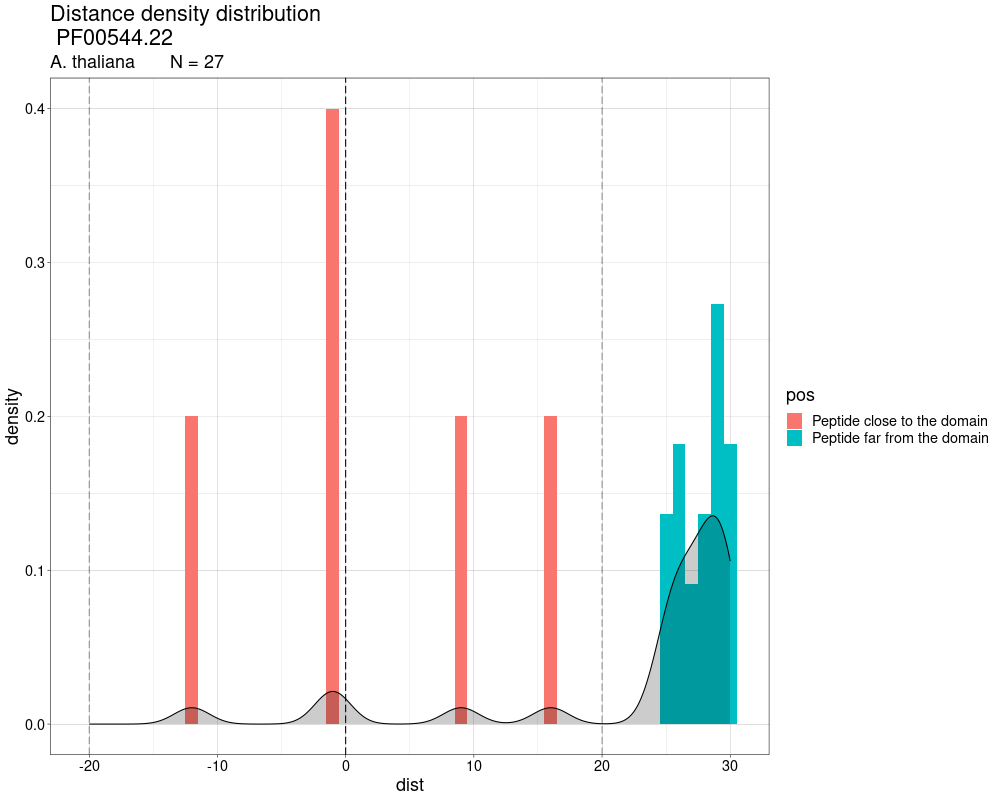 Distance density distribution
PF00544.22
A. thaliana N = 27
0.4
0.3
0.2
0.1
0.0
density
-20 -10 0 10 20 30
dist
pos
Peptide close to the domain
Peptide far from the domain